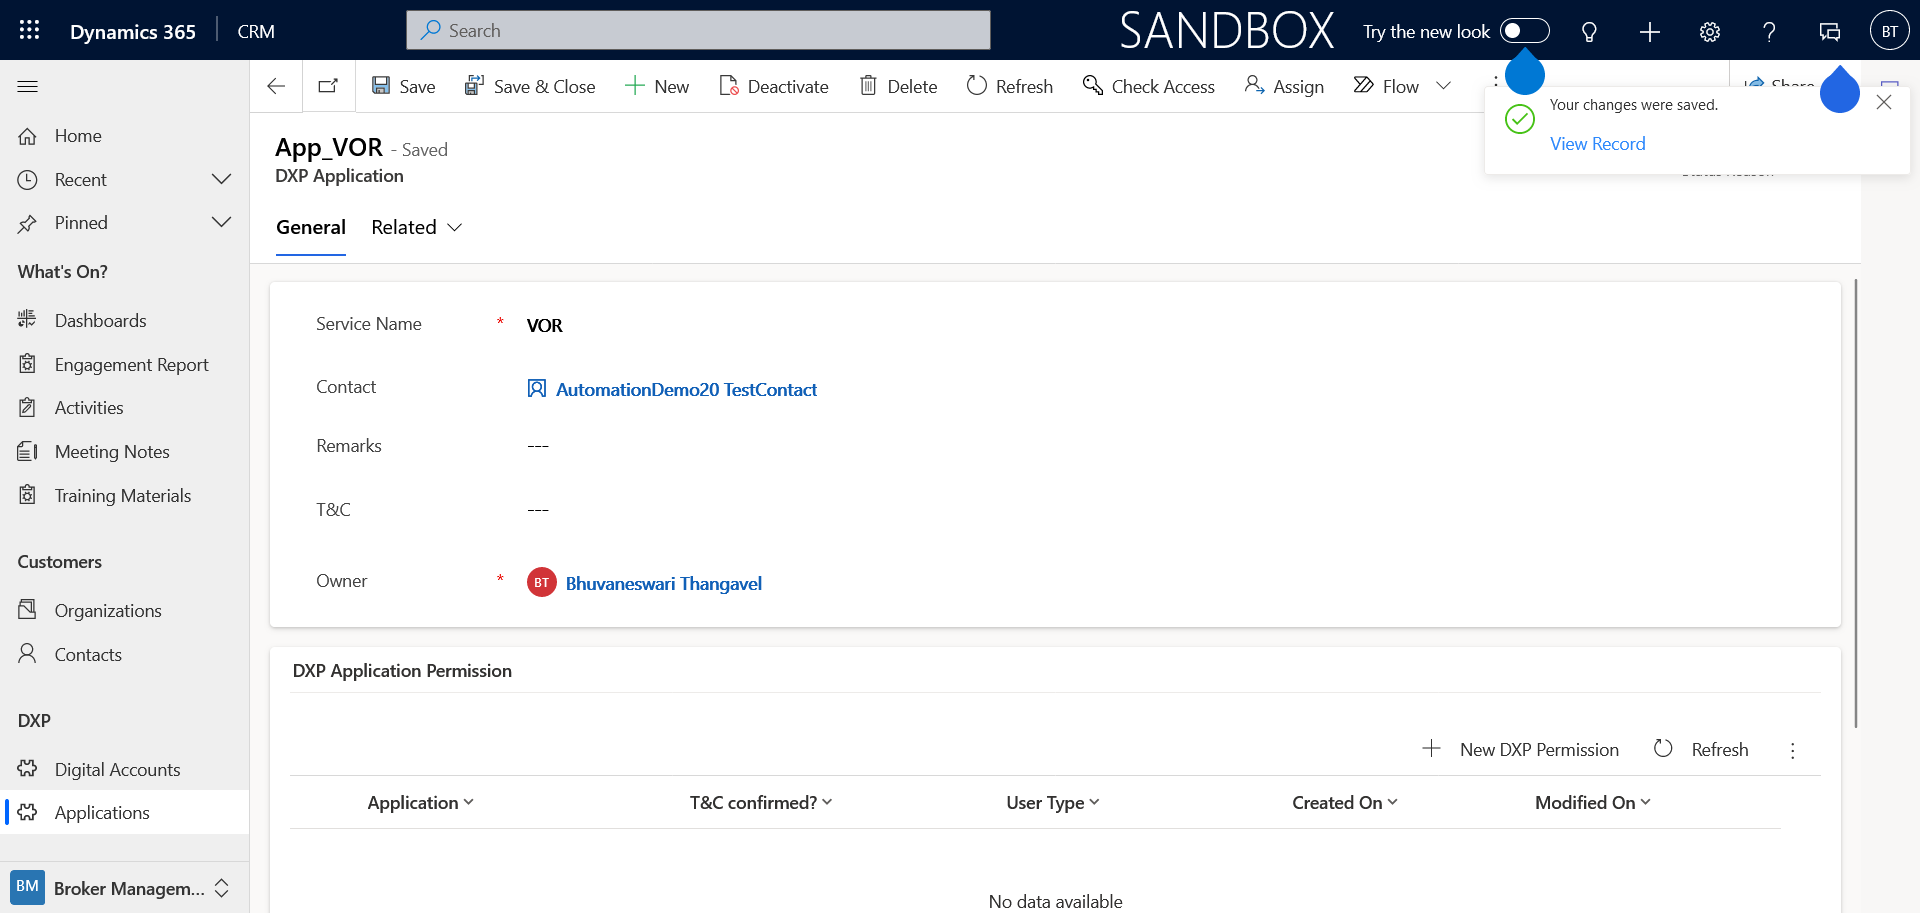 Dynamics 365 CRM
Search
SANDBOX
Try the new look
BT
Save
Save & Close
New
Deactivate
Delete
Refresh
Check Access
Assign
Flow
Share
Your changes were saved.
View Record
Home
Recent
Pinned
What's On?
Dashboards
Engagement Report
Activities
Meeting Notes
Training Materials
Customers
Organizations
Contacts
DXP
Digital Accounts
Applications
BM Broker Managem...
App_VOR - Saved
DXP Application
Status Reason
General
Related
Service Name * VOR
Contact AutomationDemo20 TestContact
Remarks ---
T&C ---
Owner * BT Bhuvaneswari Thangavel
DXP Application Permission
New DXP Permission
Refresh
Application
T&C confirmed?
User Type
Created On
Modified On
No data available